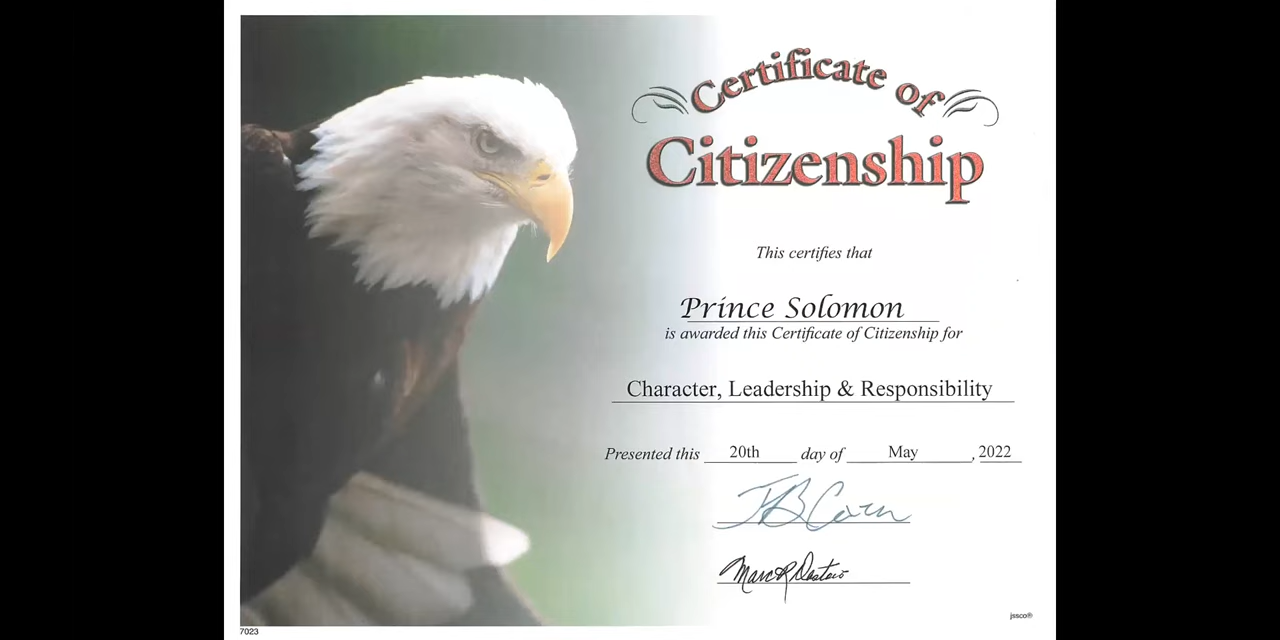 Certificate of
Citizenship
This certifies that
Prince Solomon
is awarded this Certificate of Citizenship for
Character, Leadership & Responsibility
Presented this 20th day of May, 2022
jssco®
7023